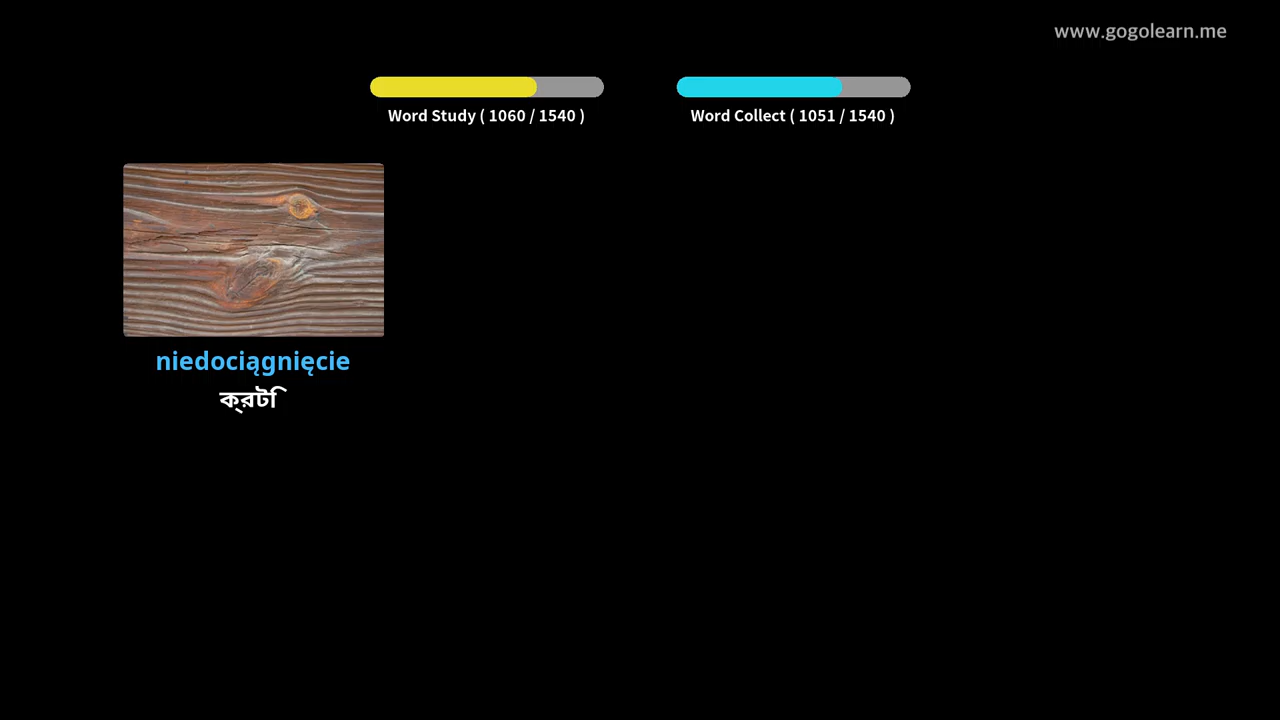 www.gogolearn.me
Word Study ( 1060 / 1540 )
Word Collect ( 1051 / 1540 )
niedociągnięcie
ক্রটি